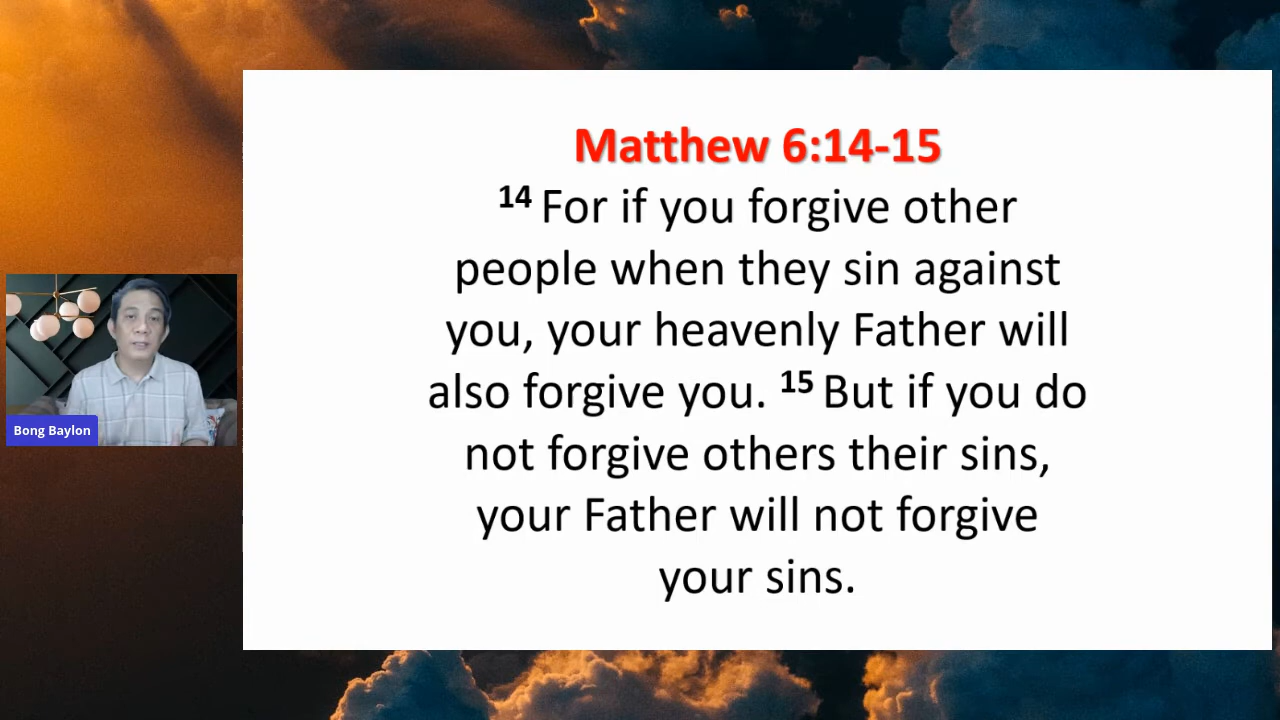 Matthew 6:14-15
14 For if you forgive other
people when they sin against
you, your heavenly Father will
also forgive you. 15 But if you do
not forgive others their sins,
your Father will not forgive
your sins.
Bong Baylon